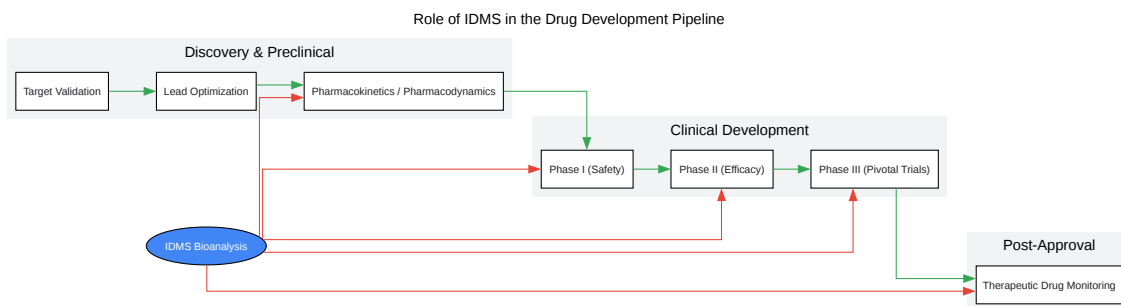 Role of IDMS in the Drug Development Pipeline
Discovery & Preclinical
Target Validation
Lead Optimization
Pharmacokinetics / Pharmacodynamics
Clinical Development
Phase I (Safety)
Phase II (Efficacy)
Phase III (Pivotal Trials)
IDMS Bioanalysis
Post-Approval
Therapeutic Drug Monitoring